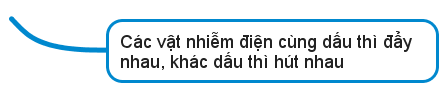 Các vật nhiễm điện cùng dấu thì đẩy
nhau, khác dấu thì hút nhau